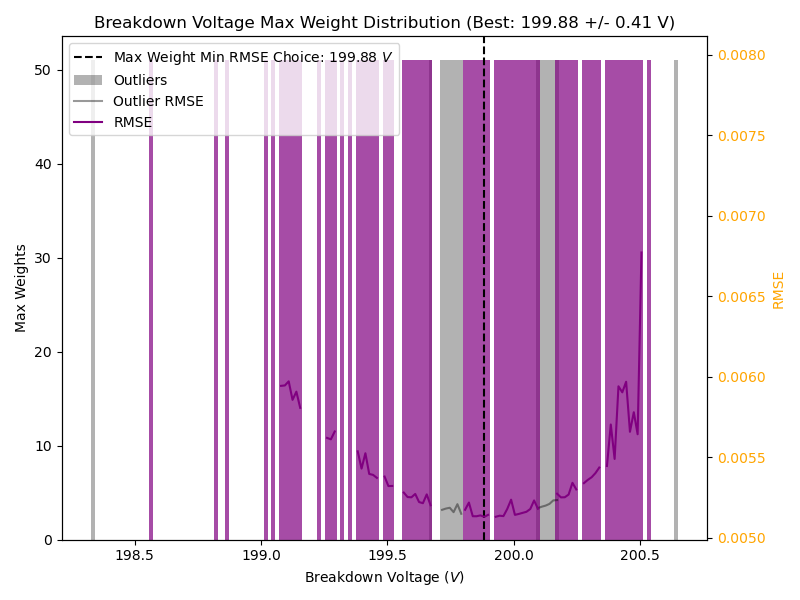 Breakdown Voltage Max Weight Distribution (Best: 199.88 +/- 0.41 V)
Max Weight Min RMSE Choice: 199.88 V
Outliers
Outlier RMSE
RMSE
Max Weights
50
40
30
20
10
0
198.5
199.0
199.5
200.0
200.5
Breakdown Voltage (V)
0.0080
0.0075
0.0070
0.0065
0.0060
0.0055
0.0050
RMSE